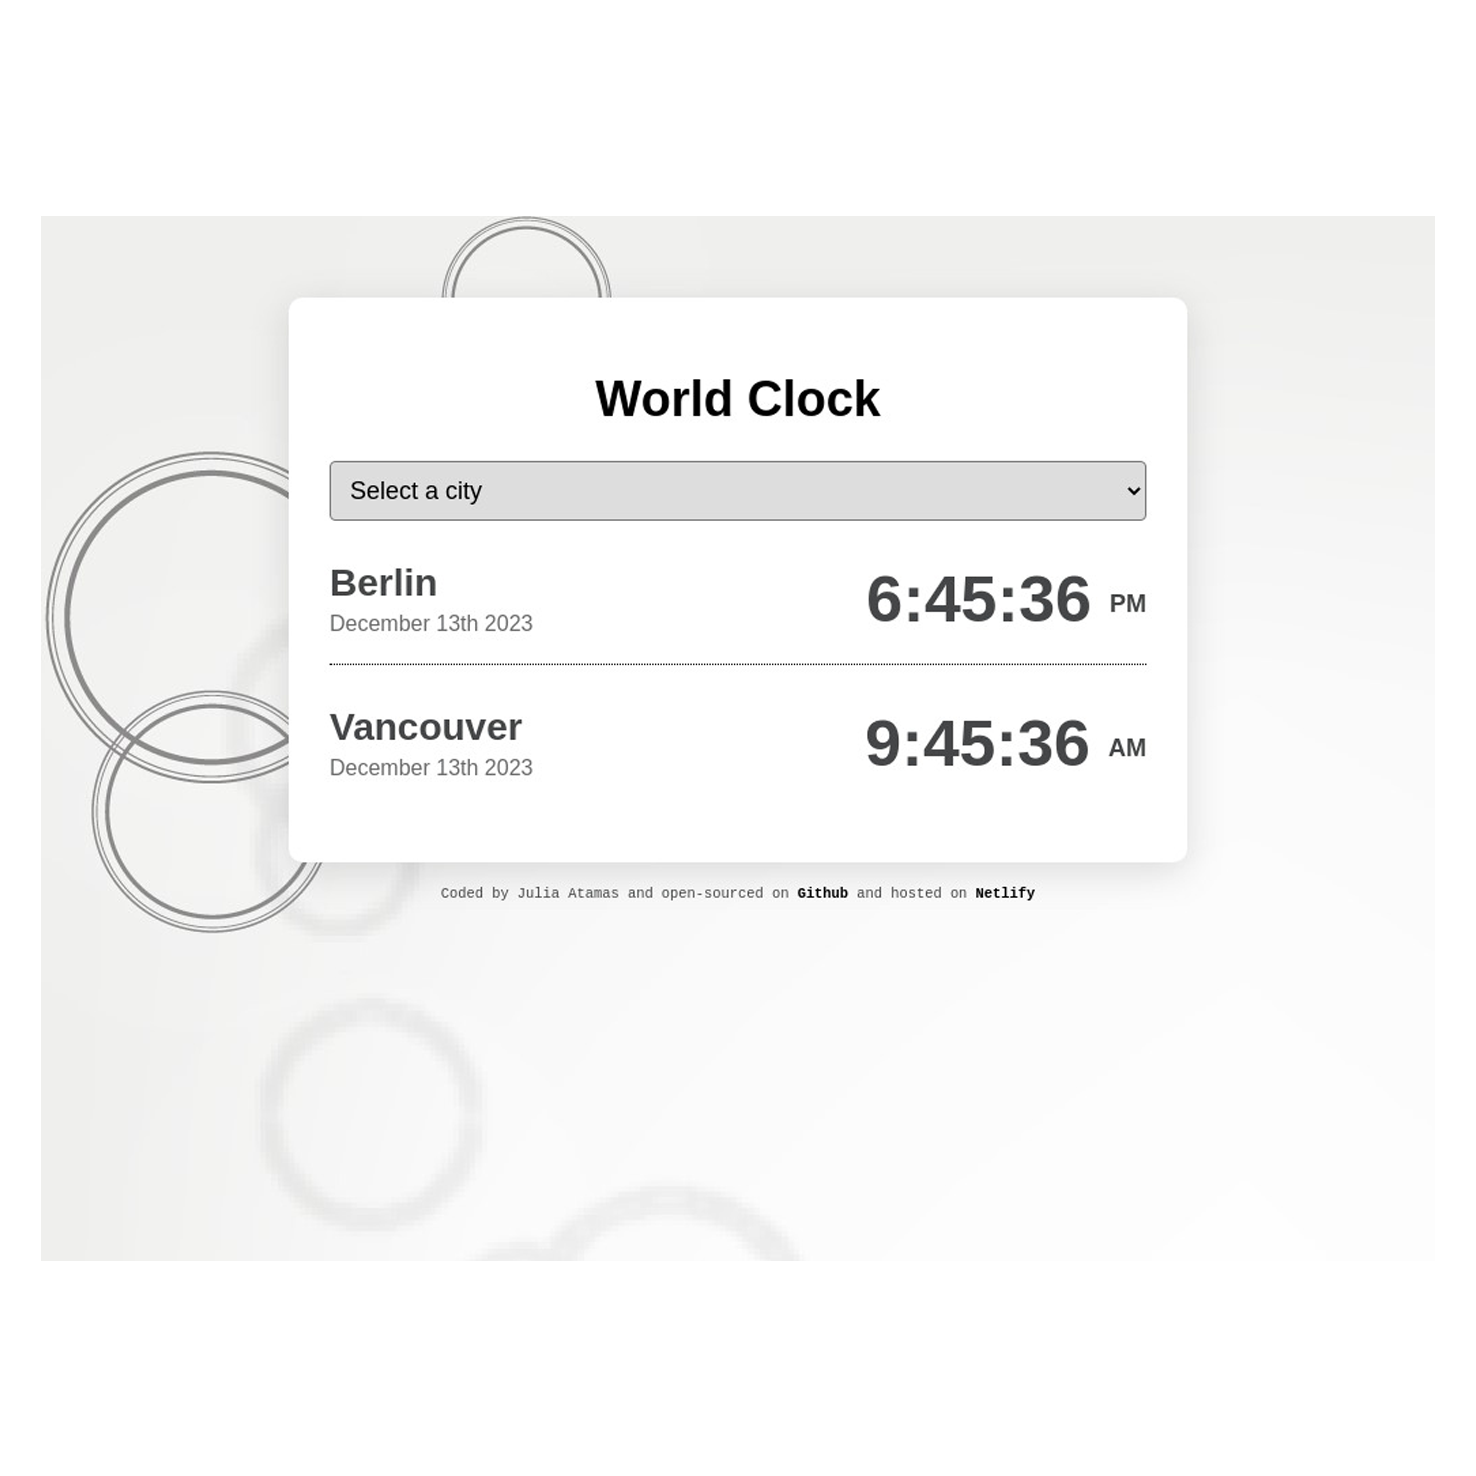 World Clock
Select a city
Berlin
December 13th 2023
6:45:36 PM
Vancouver
December 13th 2023
9:45:36 AM
Coded by Julia Atamas and open-sourced on Github and hosted on Netlify